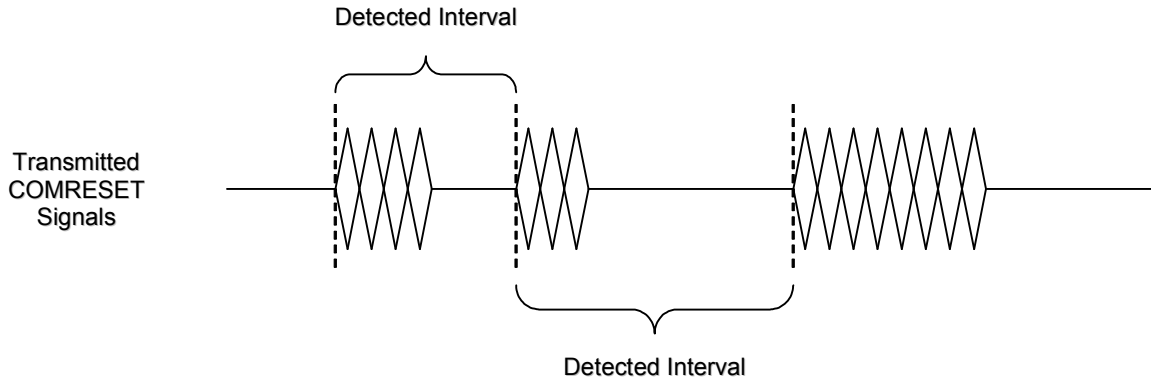 Detected Interval
Transmitted
COMRESET
Signals
Detected Interval